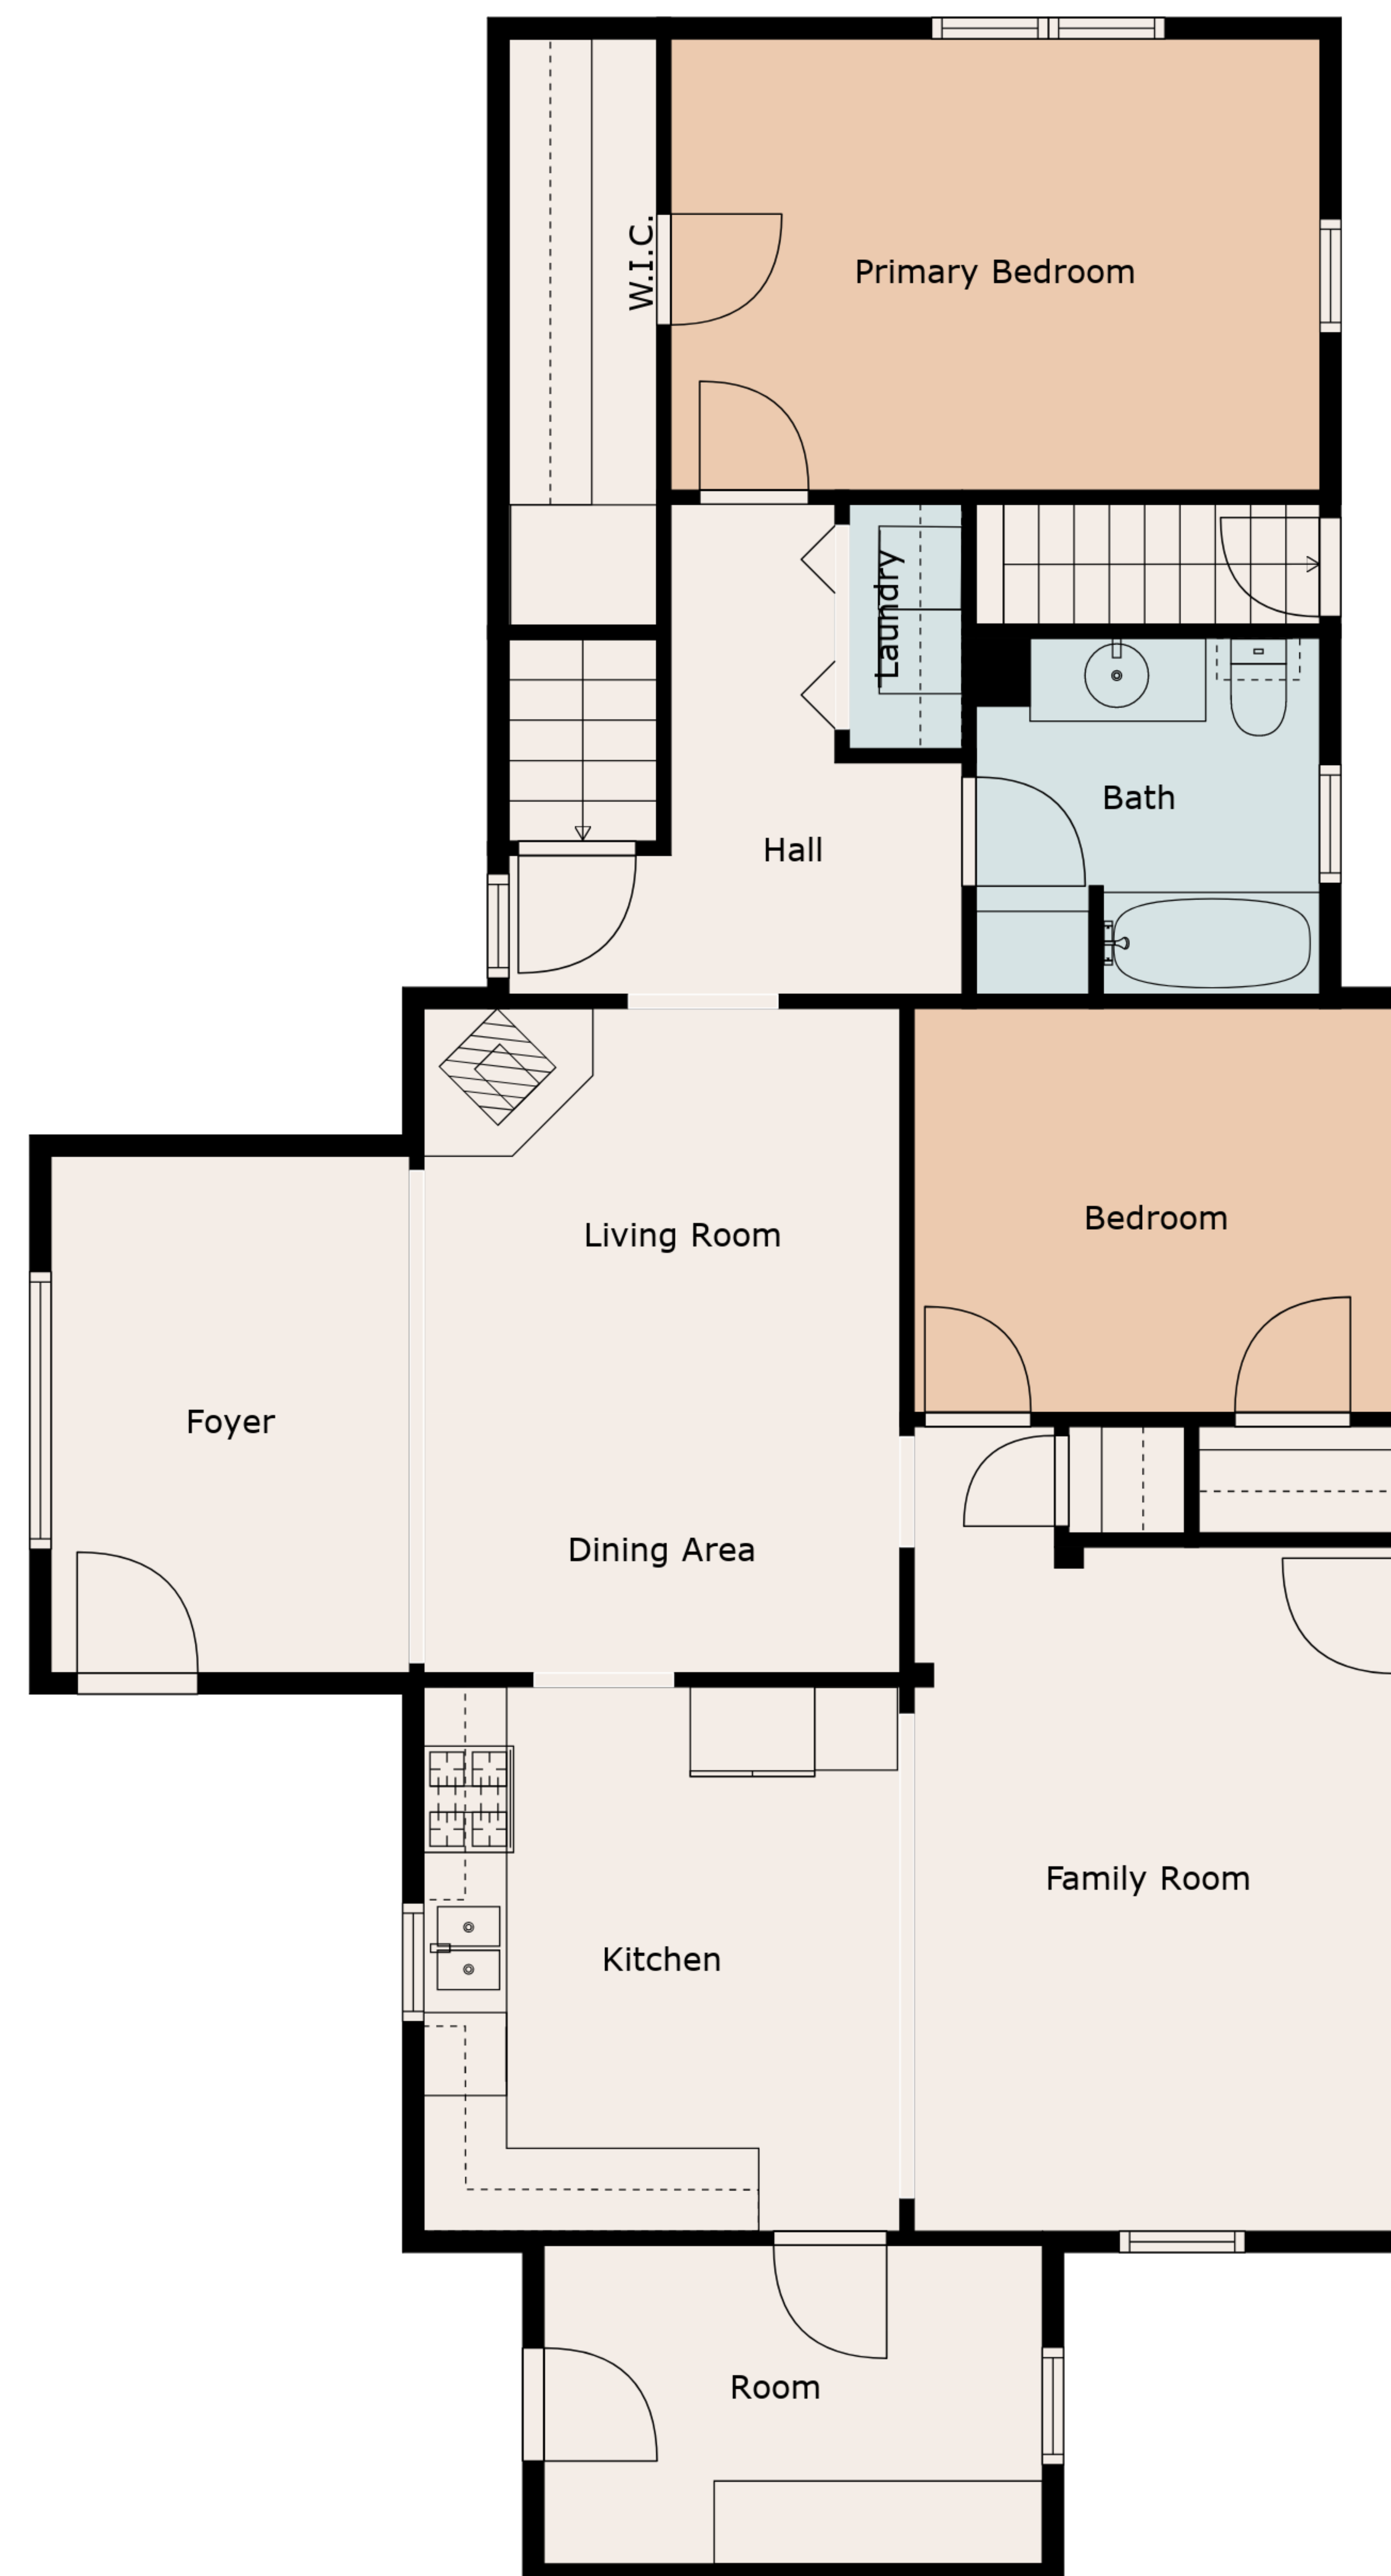 W.I.C.
Primary Bedroom
Laundry
Bath
Hall
Bedroom
Living Room
Foyer
Dining Area
Family Room
Kitchen
Room